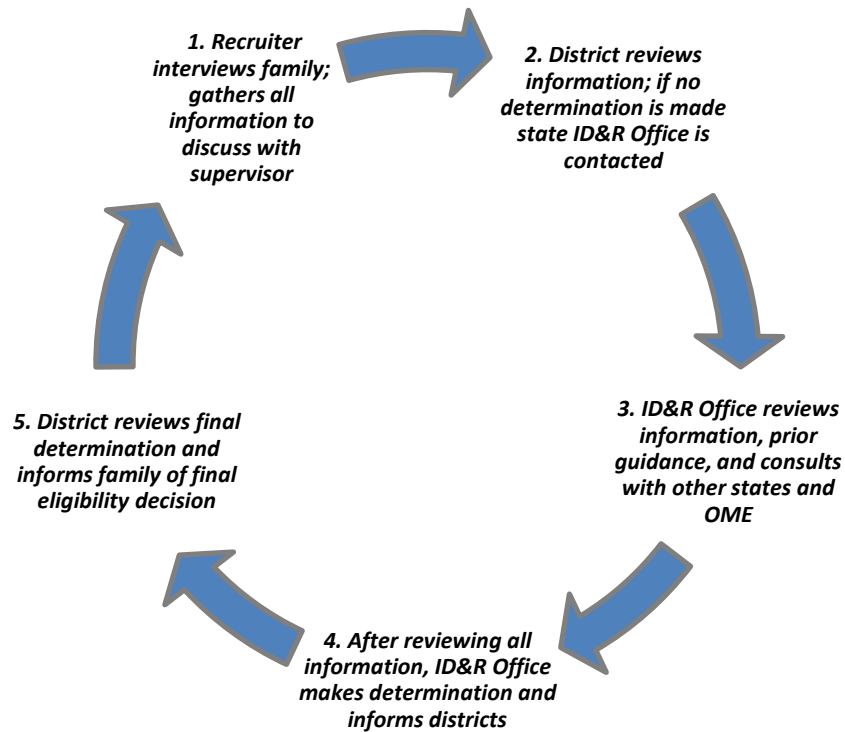 1. Recruiter
interviews family;
gathers all
information to
discuss with
supervisor
2. District reviews
information; if no
determination is made
state ID&R Office is
contacted
3. ID&R Office reviews
information, prior
guidance, and consults
with other states and
OME
4. After reviewing all
information, ID&R Office
makes determination and
informs districts
5. District reviews final
determination and
informs family of final
eligibility decision